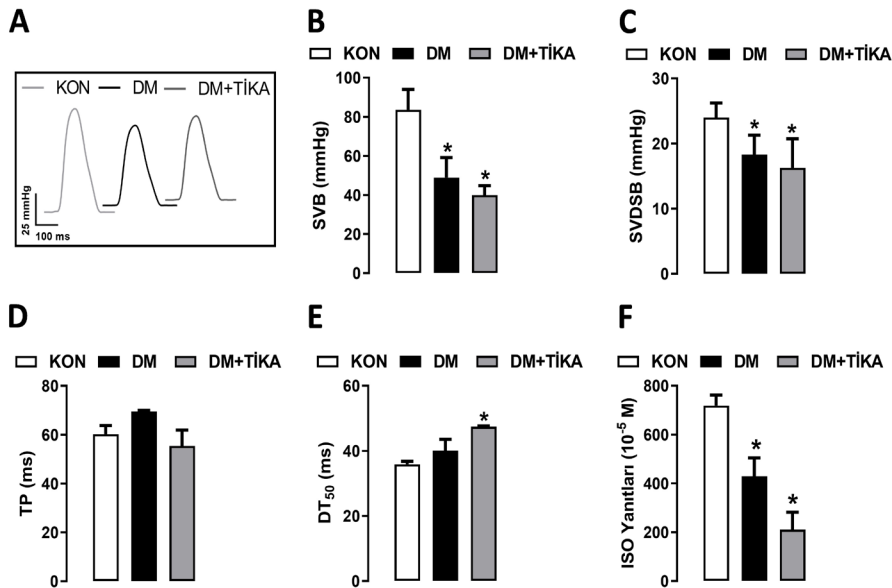 A
KON DM DM+TİKA
25 mmHg
100 ms
B
KON DM DM+TİKA
SVB (mmHg)
100
80
60
40
20
0
*
*
C
KON DM DM+TİKA
SVDSB (mmHg)
30
20
10
0
*
*
D
KON DM DM+TİKA
TP (ms)
80
60
40
20
0
E
KON DM DM+TİKA
DT₅₀ (ms)
60
40
20
0
*
F
KON DM DM+TİKA
ISO Yanıtları (10⁻⁵ M)
800
600
400
200
0
*
*